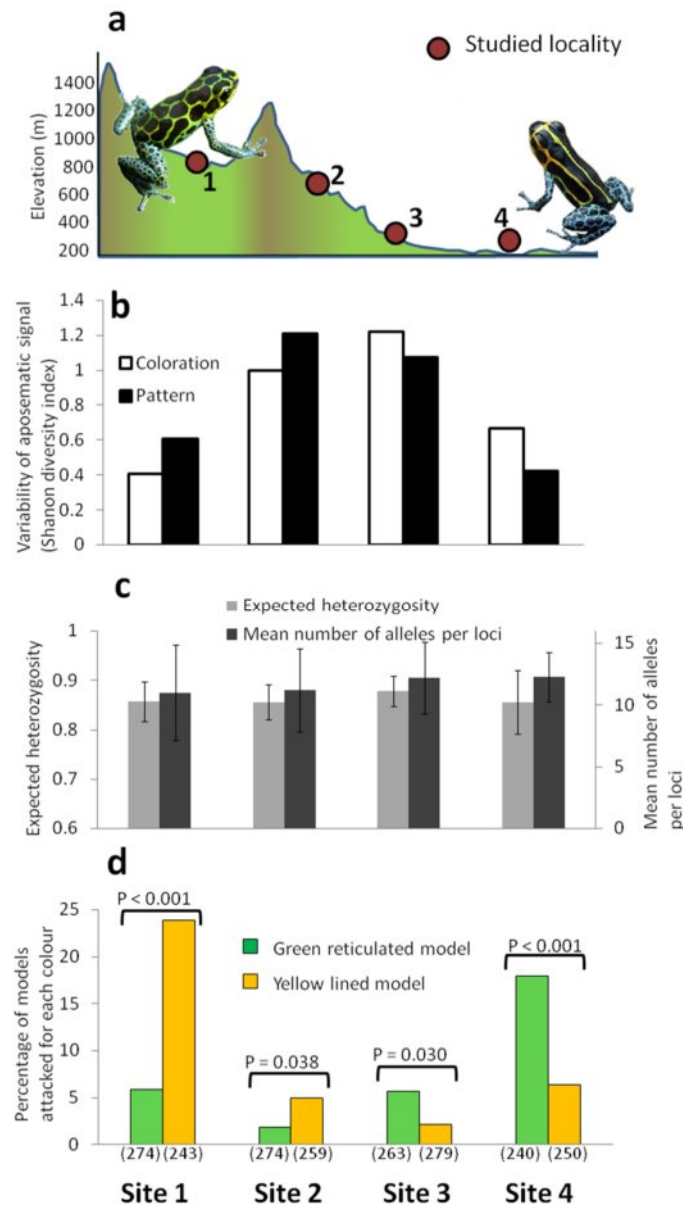 a
Studied locality
Elevation (m)
1400
1200
1000
800
600
400
200
1
2
3
4
b
Variability of aposematic signal
(Shanon diversity index)
1.4
1.2
1
0.8
0.6
0.4
0.2
0
Coloration
Pattern
c
Expected heterozygosity
Mean number of alleles per loci
Expected heterozygosity
1
0.9
0.8
0.7
0.6
15
10
5
0
Mean number of alleles
per loci
d
Percentage of models
attacked for each colour
25
20
15
10
5
0
P < 0.001
P = 0.038
P = 0.030
P < 0.001
Green reticulated model
Yellow lined model
(274) (243) (274) (259) (263) (279) (240) (250)
Site 1 Site 2 Site 3 Site 4